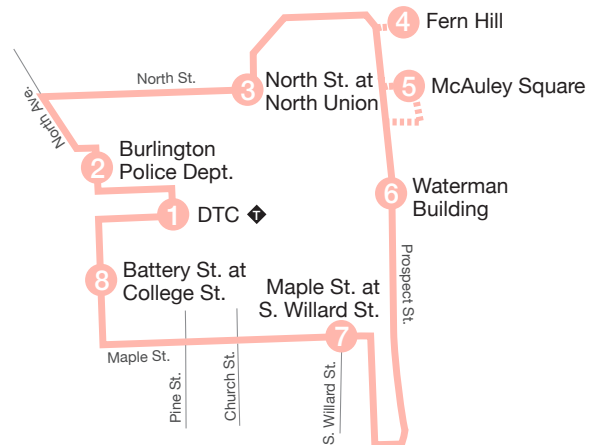 4
Fern Hill
North St.
3
North St. at
North Union
5
McAuley Square
North Ave.
2
Burlington
Police Dept.
6
Waterman
Building
1
DTC T
Prospect St.
8
Battery St. at
College St.
Maple St. at
S. Willard St.
7
Maple St.
Pine St.
Church St.
S. Willard St.